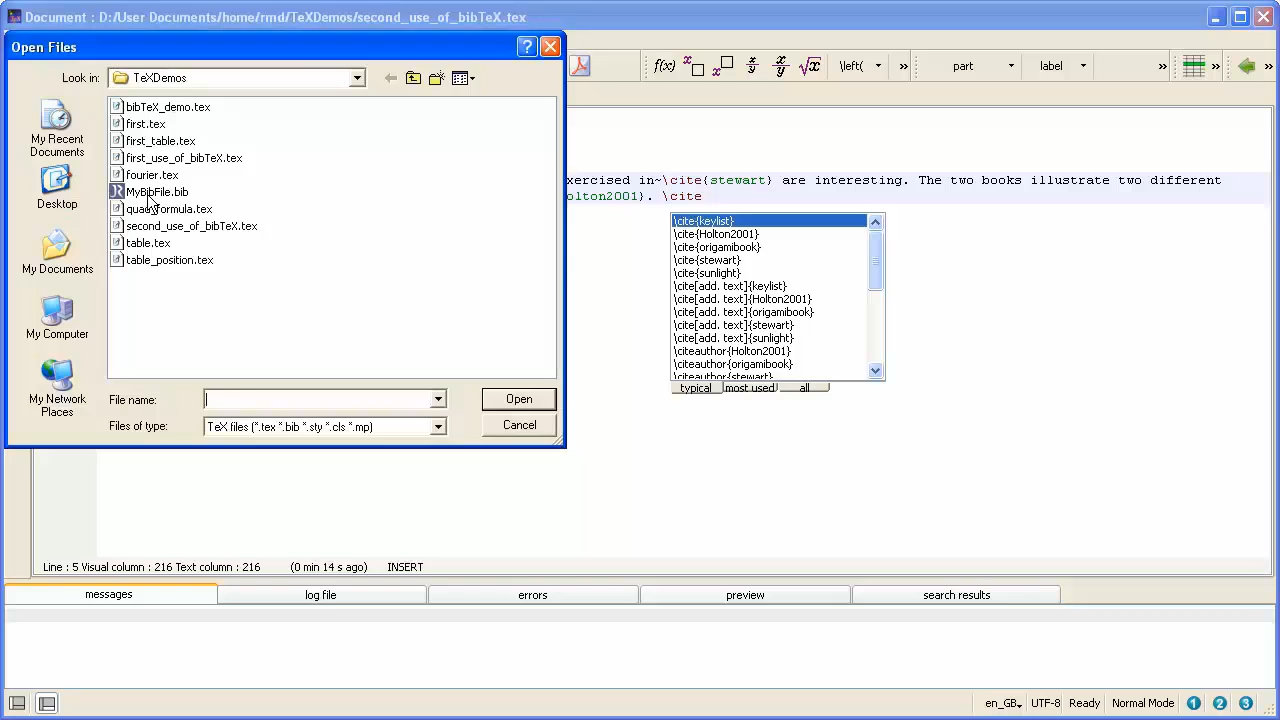 Document : D:/User Documents/home/rmd/TeXDemos/second_use_of_bibTeX.tex
Open Files
Look in:
TeXDemos
My Recent
Documents
Desktop
My Documents
My Computer
My Network
Places
bibTeX_demo.tex
first.tex
first_table.tex
first_use_of_bibTeX.tex
fourier.tex
MyBibFile.bib
quad_formula.tex
second_use_of_bibTeX.tex
table.tex
table_position.tex
File name:
Open
Files of type:
TeX files (*.tex *.bib *.sty *.cls *.mp)
Cancel
f(x)
x
x
x
y
x
y
√x
\left(
»
part
label
»
»
»
xercised in~\cite{stewart} are interesting. The two books illustrate two different
olton2001}. \cite
\cite{keylist}
\cite{Holton2001}
\cite{origamibook}
\cite{stewart}
\cite{sunlight}
\cite[add. text]{keylist}
\cite[add. text]{Holton2001}
\cite[add. text]{origamibook}
\cite[add. text]{stewart}
\cite[add. text]{sunlight}
\citeauthor{Holton2001}
\citeauthor{origamibook}
\citeauthor{stewart}
typical
most used
all
Line : 5 Visual column : 216 Text column : 216
(0 min 14 s ago)
INSERT
messages
log file
errors
preview
search results
en_GB
UTF-8
Ready
Normal Mode
1
2
3